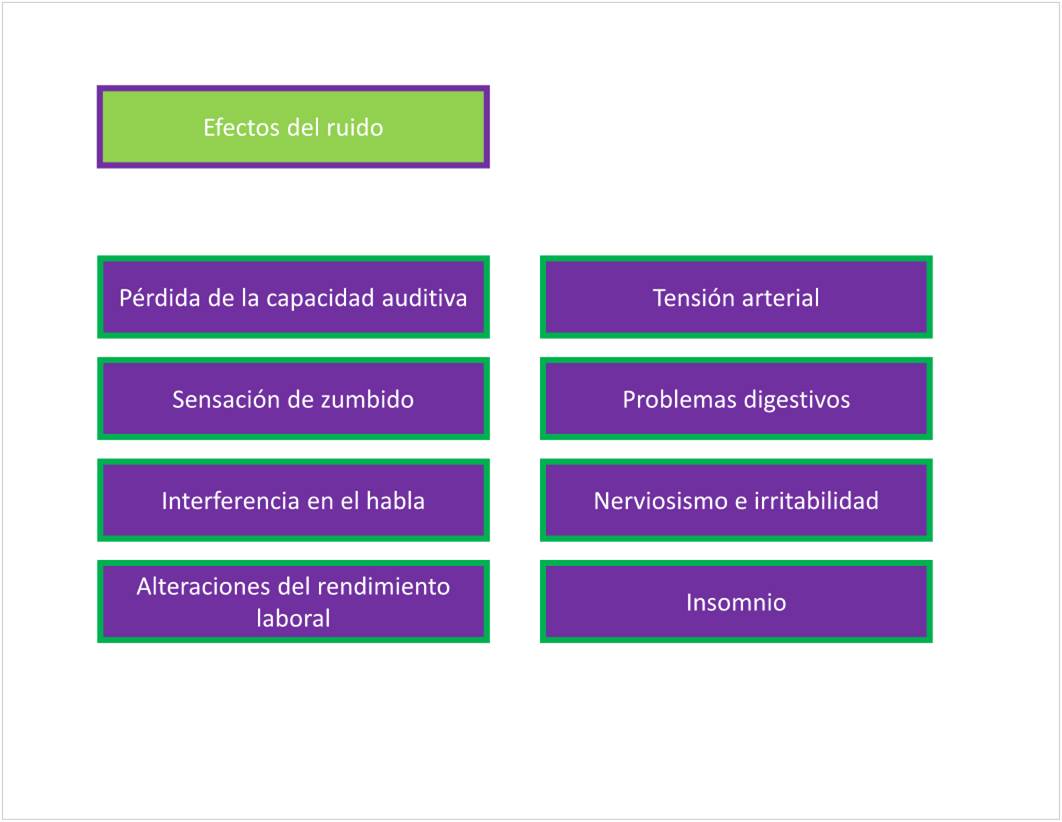 Efectos del ruido
Pérdida de la capacidad auditiva
Tensión arterial
Sensación de zumbido
Problemas digestivos
Interferencia en el habla
Nerviosismo e irritabilidad
Alteraciones del rendimiento
laboral
Insomnio